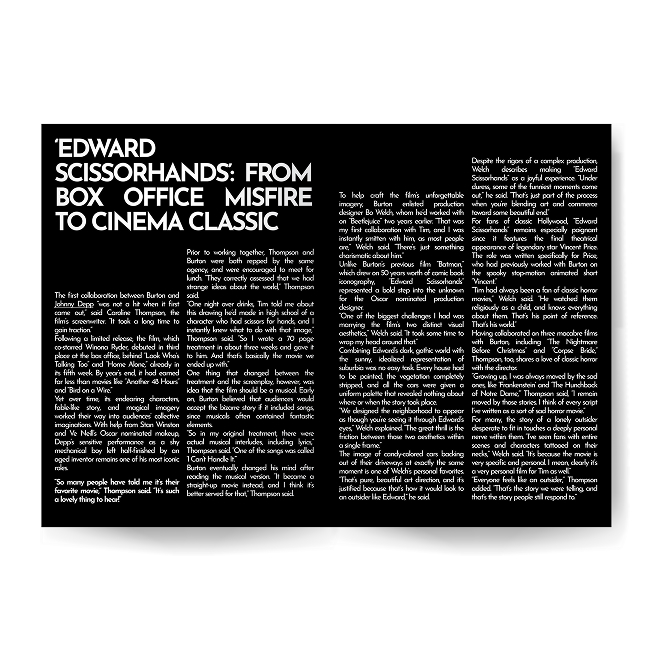 'EDWARD
SCISSORHANDS': FROM
BOX OFFICE MISFIRE
TO CINEMA CLASSIC
The first collaboration between Burton and
Johnny Depp "was not a hit when it first
came out," said Caroline Thompson, the
film's screenwriter. "It took a long time to
gain traction."
Following a limited release, the film, which
co-starred Winona Ryder, debuted in third
place at the box office, behind "Look Who's
Talking Too" and "Home Alone," already in
its fifth week. By year's end, it had earned
far less than movies like "Another 48 Hours"
and "Bird on a Wire."
Yet over time, its endearing characters,
fable-like story, and magical imagery
worked their way into audiences collective
imaginations. With help from Stan Winston
and Ve Neill's Oscar nominated makeup,
Depp's sensitive performance as a shy
mechanical boy left half-finished by an
aged inventor remains one of his most iconic
roles.
"So many people have told me it's their
favorite movie," Thompson said. "It's such
a lovely thing to hear!"
Prior to working together, Thompson and
Burton were both repped by the same
agency, and were encouraged to meet for
lunch. "They correctly assessed that we had
strange ideas about the world," Thompson
said.
"One night over drinks, Tim told me about
this drawing he'd made in high school of a
character who had scissors for hands, and I
instantly knew what to do with that image,"
Thompson said. "So I wrote a 70 page
treatment in about three weeks and gave it
to him. And that's basically the movie we
ended up with."
One thing that changed between the
treatment and the screenplay, however, was
idea that the film should be a musical. Early
on, Burton believed that audiences would
accept the bizarre story if it included songs,
since musicals often contained fantastic
elements.
"So in my original treatment, there were
actual musical interludes, including lyrics,"
Thompson said. "One of the songs was called
'I Can't Handle It.'"
Burton eventually changed his mind after
reading the musical version. "It became a
straight-up movie instead, and I think it's
better served for that," Thompson said.
To help craft the film's unforgettable
imagery, Burton enlisted production
designer Bo Welch, whom he'd worked with
on "Beetlejuice" two years earlier. "That was
my first collaboration with Tim, and I was
instantly smitten with him, as most people
are," Welch said. "There's just something
charismatic about him."
Unlike Burton's previous film "Batman,"
which drew on 50 years worth of comic book
iconography, "Edward Scissorhands"
represented a bold step into the unknown
for the Oscar nominated production
designer.
"One of the biggest challenges I had was
marrying the film's two distinct visual
aesthetics," Welch said. "It took some time to
wrap my head around that."
Combining Edward's dark, gothic world with
the sunny, idealized representation of
suburbia was no easy task. Every house had
to be painted, the vegetation completely
stripped, and all the cars were given a
uniform palette that revealed nothing about
where or when the story took place.
"We designed the neighborhood to appear
as though you're seeing it through Edward's
eyes," Welch explained. "The great thrill is the
friction between those two aesthetics within
a single frame."
The image of candy-colored cars backing
out of their driveways at exactly the same
moment is one of Welch's personal favorites.
"That's pure, beautiful art direction, and it's
justified because that's how it would look to
an outsider like Edward," he said.
Despite the rigors of a complex production,
Welch describes making "Edward
Scissorhands" as a joyful experience. "Under
duress, some of the funniest moments come
out," he said. "That's just part of the process
when you're blending art and commerce
toward some beautiful end."
For fans of classic Hollywood, "Edward
Scissorhands" remains especially poignant
since it features the final theatrical
appearance of legendary star Vincent Price.
The role was written specifically for Price,
who had previously worked with Burton on
the spooky stop-motion animated short
"Vincent."
"Tim had always been a fan of classic horror
movies," Welch said. "He watched them
religiously as a child, and knows everything
about them. That's his point of reference.
That's his world."
Having collaborated on three macabre films
with Burton, including "The Nightmare
Before Christmas" and "Corpse Bride,"
Thompson, too, shares a love of classic horror
with the director.
"Growing up, I was always moved by the sad
ones, like 'Frankenstein' and 'The Hunchback
of Notre Dame,'" Thompson said. "I remain
moved by those stories. I think of every script
I've written as a sort of sad horror movie."
For many, the story of a lonely outsider
desperate to fit in touches a deeply personal
nerve within them. "I've seen fans with entire
scenes and characters tattooed on their
necks," Welch said. "It's because the movie is
very specific and personal. I mean, clearly it's
a very personal film for Tim as well."
"Everyone feels like an outsider," Thompson
added. "That's the story we were telling, and
that's the story people still respond to."